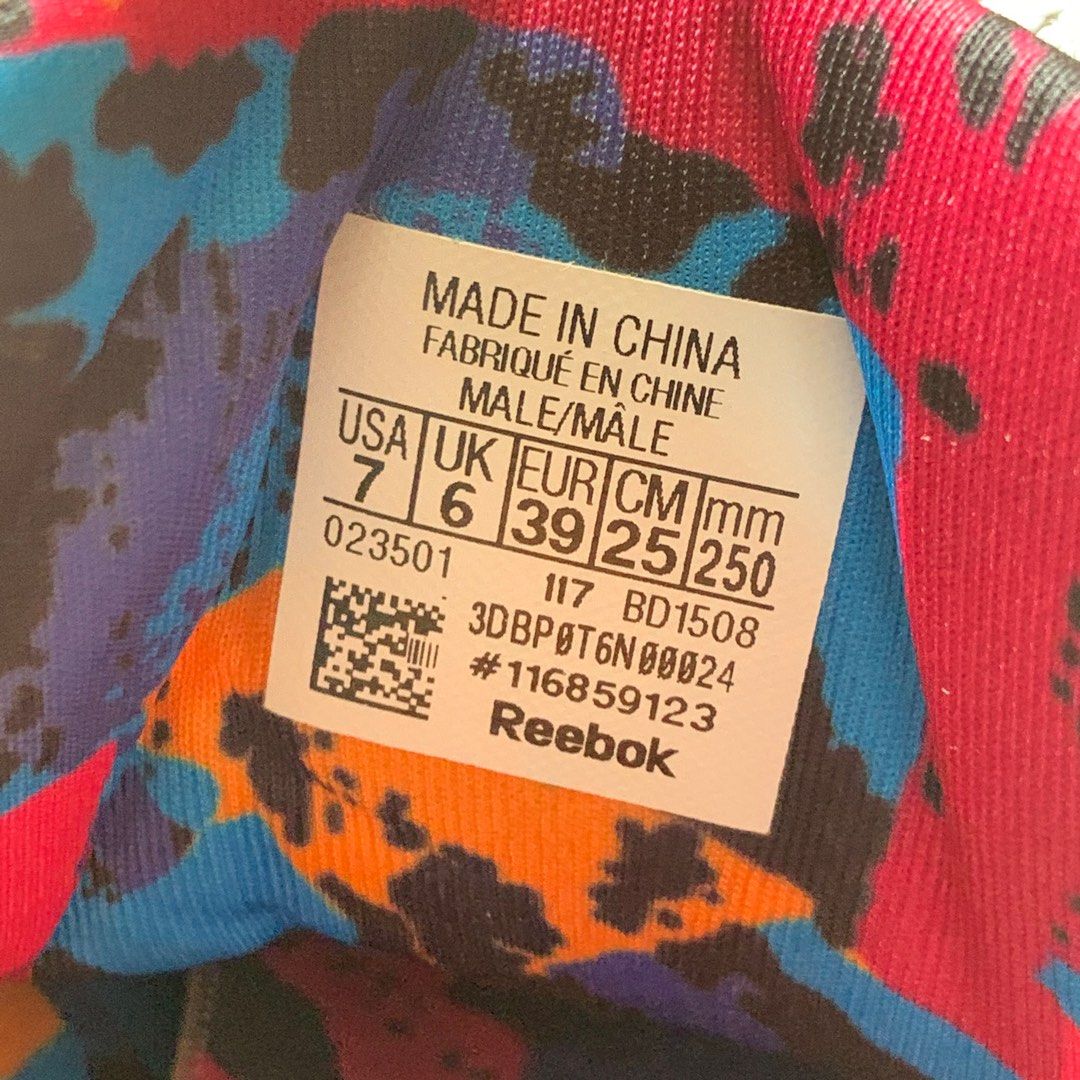 MADE IN CHINA
FABRIQUÉ EN CHINE
MALE/MÂLE
USA UK EUR CM mm
7 6 39 25 250
023501 117 BD1508
3DBP0T6N00024
#116859123
Reebok